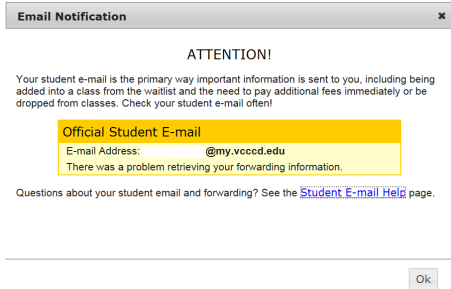 Email Notification
ATTENTION!
Your student e-mail is the primary way important information is sent to you, including being
added into a class from the waitlist and the need to pay additional fees immediately or be
dropped from classes. Check your student e-mail often!
Official Student E-mail
E-mail Address: @my.vcccd.edu
There was a problem retrieving your forwarding information.
Questions about your student email and forwarding? See the Student E-mail Help page.
Ok